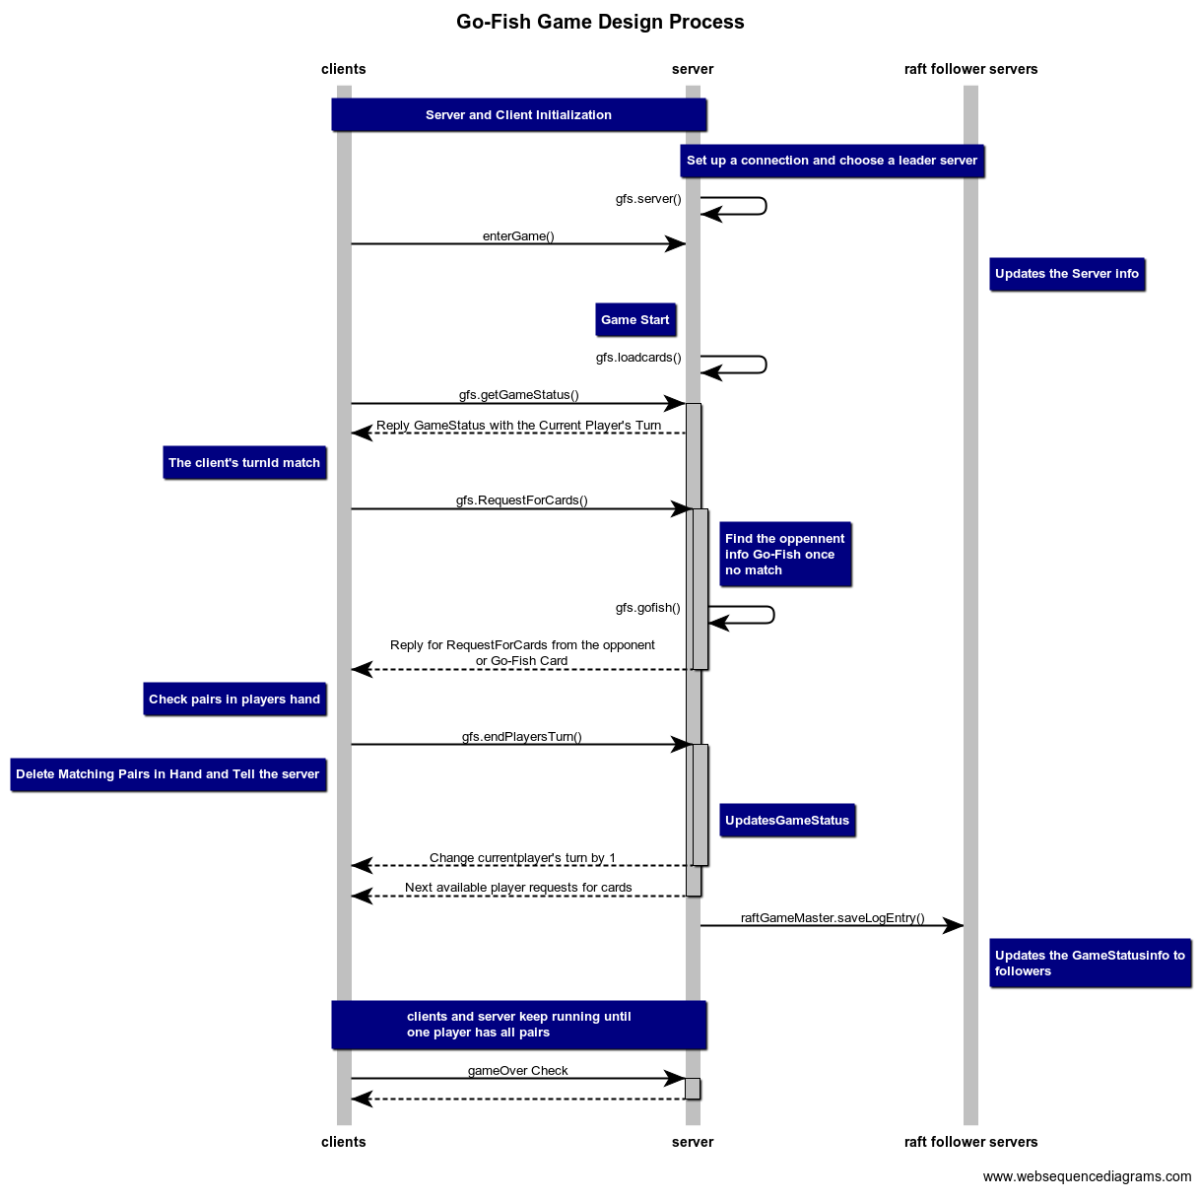 Go-Fish Game Design Process
clients
server
raft follower servers
Server and Client Initialization
Set up a connection and choose a leader server
gfs.server()
enterGame()
Updates the Server info
Game Start
gfs.loadcards()
gfs.getGameStatus()
Reply GameStatus with the Current Player's Turn
The client's turnId match
gfs.RequestForCards()
Find the oppennent
info Go-Fish once
no match
gfs.gofish()
Reply for RequestForCards from the opponent
or Go-Fish Card
Check pairs in players hand
gfs.endPlayersTurn()
Delete Matching Pairs in Hand and Tell the server
UpdatesGameStatus
Change currentplayer's turn by 1
Next available player requests for cards
raftGameMaster.saveLogEntry()
Updates the GameStatusinfo to
followers
clients and server keep running until
one player has all pairs
gameOver Check
clients
server
raft follower servers
www.websequencediagrams.com